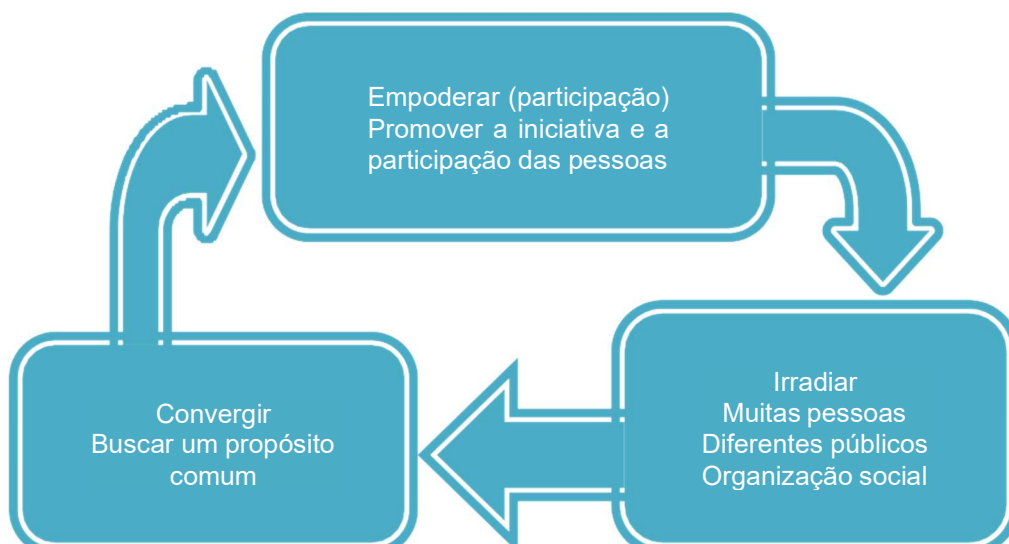 Empoderar (participação)
Promover a iniciativa e a
participação das pessoas
Irradiar
Muitas pessoas
Diferentes públicos
Organização social
Convergir
Buscar um propósito
comum